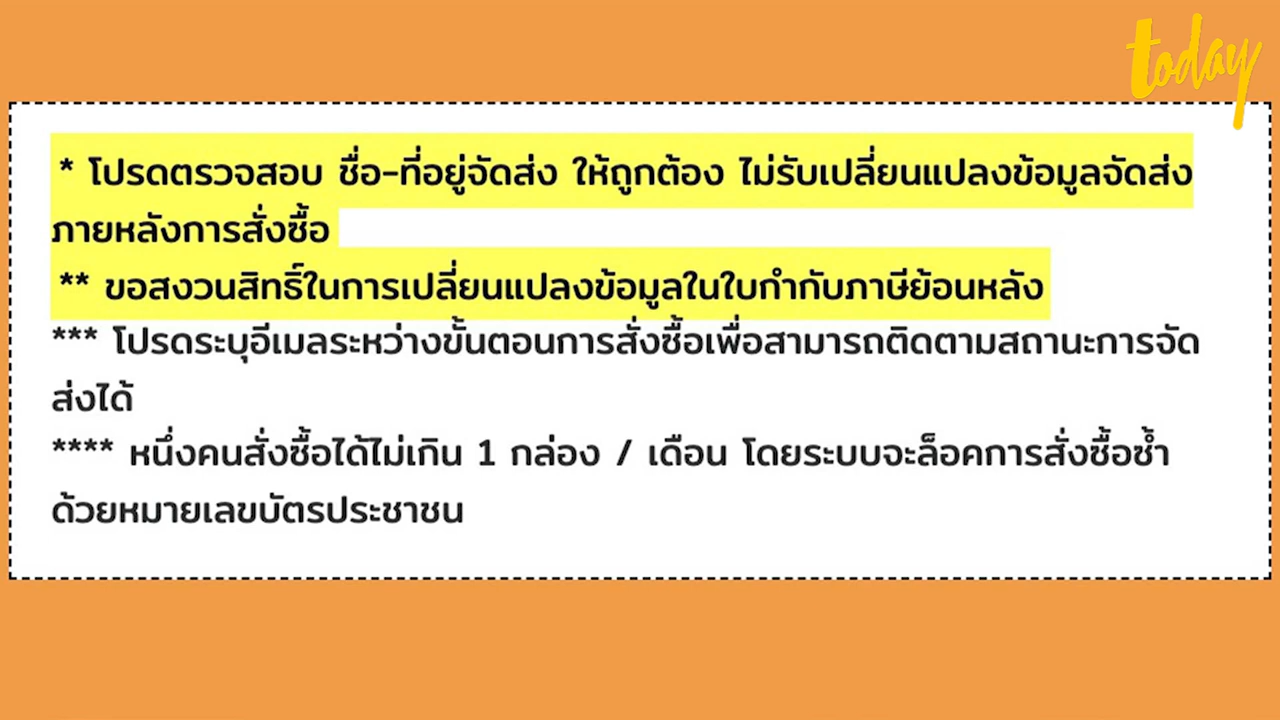 today
* โปรดตรวจสอบ ชื่อ-ที่อยู่จัดส่ง ให้ถูกต้อง ไม่รับเปลี่ยนแปลงข้อมูลจัดส่ง
ภายหลังการสั่งซื้อ
** ขอสงวนสิทธิ์ในการเปลี่ยนแปลงข้อมูลในใบกำกับภาษีย้อนหลัง
*** โปรดระบุอีเมลระหว่างขั้นตอนการสั่งซื้อเพื่อสามารถติดตามสถานะการจัด
ส่งได้
**** หนึ่งคนสั่งซื้อได้ไม่เกิน 1 กล่อง / เดือน โดยระบบจะล็อคการสั่งซื้อซ้ำ
ด้วยหมายเลขบัตรประชาชน